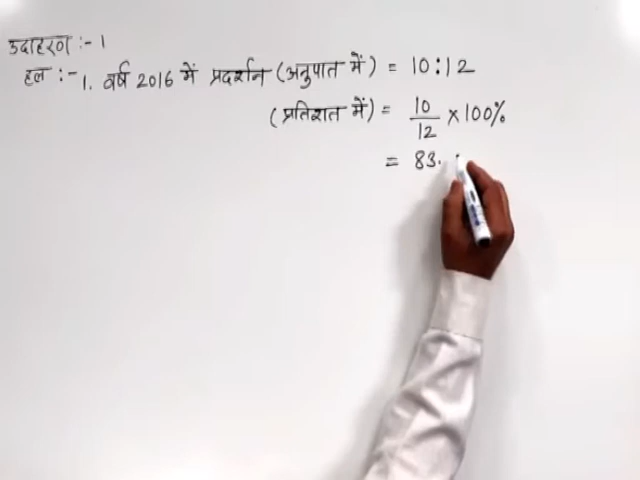 उदाहरण :- 1
हल :- 1. वर्ष 2016 में प्रदर्शन (अनुपात में) = 10:12
(प्रतिशत में) = 10/12 × 100%
= 83.